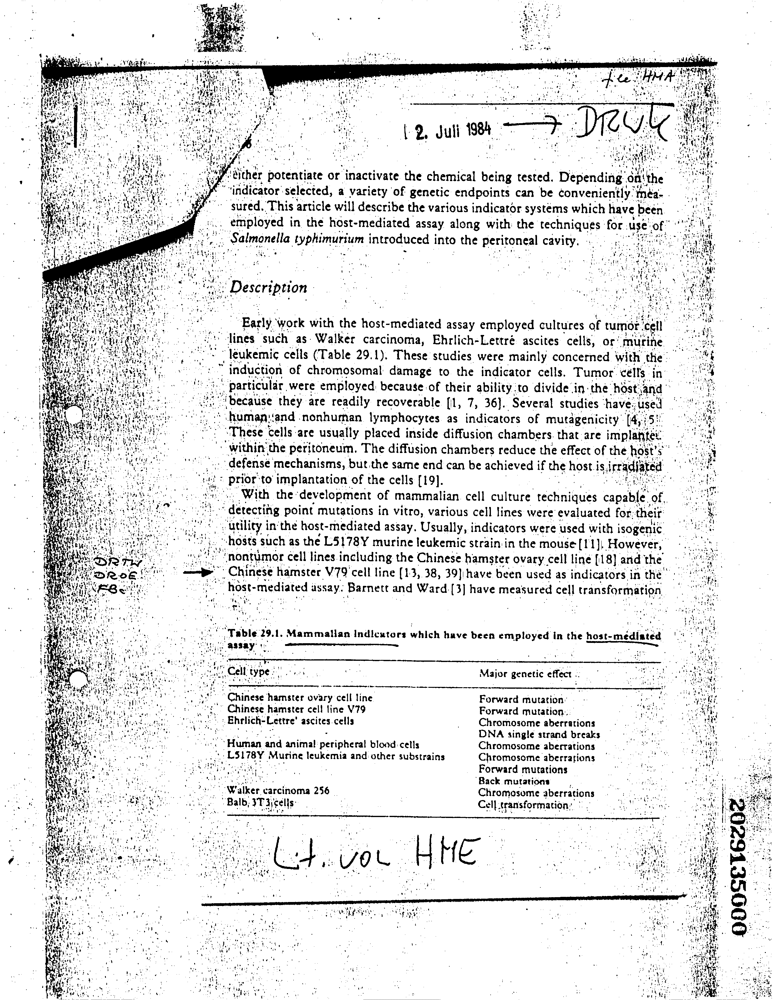 HMA
2. Juli 1984 → DRWK
either potentiate or inactivate the chemical being tested. Depending on the
indicator selected, a variety of genetic endpoints can be conveniently mea-
sured. This article will describe the various indicator systems which have been
employed in the host-mediated assay along with the techniques for use of
Salmonella typhimurium introduced into the peritoneal cavity.
Description
Early work with the host-mediated assay employed cultures of tumor cell
lines such as Walker carcinoma, Ehrlich-Lettré ascites cells, or murine
leukemic cells (Table 29.1). These studies were mainly concerned with the
induction of chromosomal damage to the indicator cells. Tumor cells in
particular were employed because of their ability to divide in the host and
because they are readily recoverable [1, 7, 36]. Several studies have used
human and nonhuman lymphocytes as indicators of mutagenicity [4, 5]
These cells are usually placed inside diffusion chambers that are implanted
within the peritoneum. The diffusion chambers reduce the effect of the host's
defense mechanisms, but the same end can be achieved if the host is irradiated
prior to implantation of the cells [19].
With the development of mammalian cell culture techniques capable of
detecting point mutations in vitro, various cell lines were evaluated for their
utility in the host-mediated assay. Usually, indicators were used with isogenic
hosts such as the L5178Y murine leukemic strain in the mouse [11]. However,
nontumor cell lines including the Chinese hamster ovary cell line [18] and the
Chinese hamster V79 cell line [13, 38, 39] have been used as indicators in the
host-mediated assay. Barnett and Ward [3] have measured cell transformation
DRTW
DROE →
Table 29.1. Mammalian indicators which have been employed in the host-mediated
assay
Cell type Major genetic effect
Chinese hamster ovary cell line Forward mutation
Chinese hamster cell line V79 Forward mutation
Ehrlich-Lettre' ascites cells Chromosome aberrations
DNA single strand breaks
Human and animal peripheral blood cells Chromosome aberrations
L5178Y Murine leukemia and other substrains Chromosome aberrations
Forward mutations
Back mutations
Walker carcinoma 256 Chromosome aberrations
Balb, 3T3 cells Cell transformation
Lit. VOL HME
2029135000